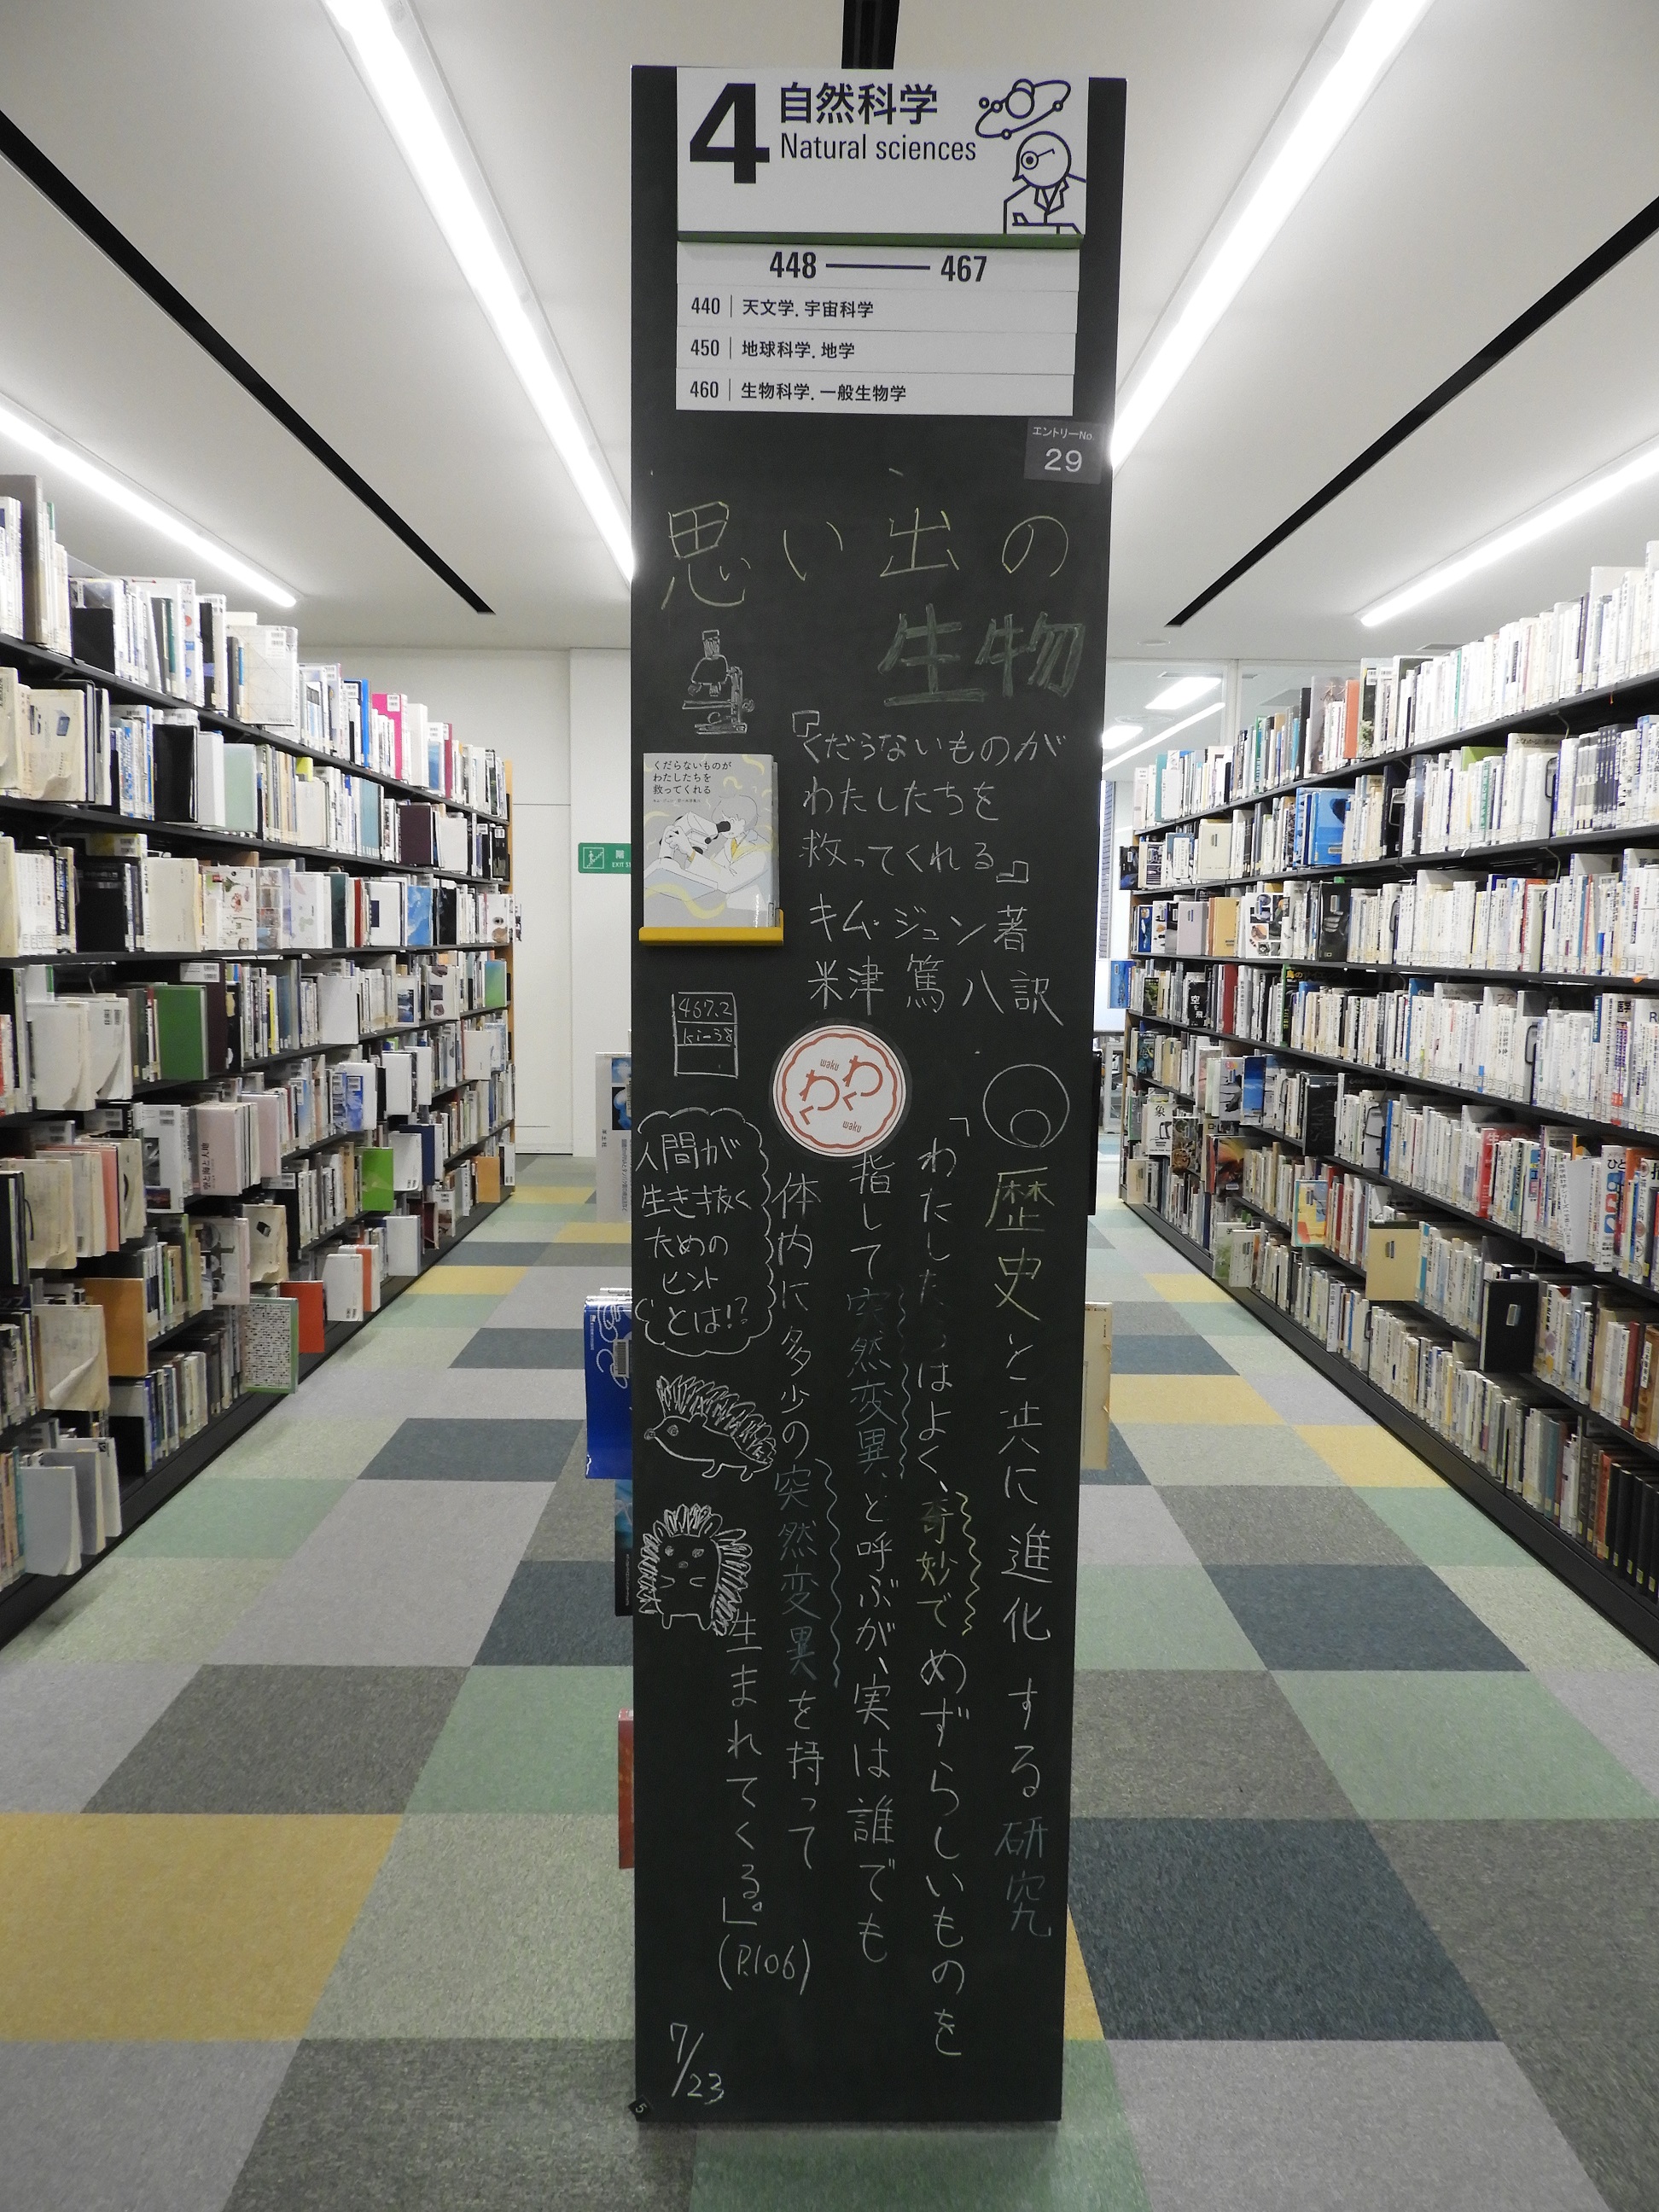 4
自然科学
Natural sciences
448 467
440 天文学. 宇宙科学
450 地球科学. 地学
460 生物科学. 一般生物学
エントリーNo.
29
思い出の
生物
『くだらないものが
わたしたちを
救ってくれる』
キム・ジュン 著
米津 篤八 訳
くだらないものが
わたしたちを
救ってくれる
467.2
ki-38
わくわく
waku
waku
歴史と共に進化する研究
「わたしたちはよく、奇妙でめずらしいものを
指して突然変異と呼ぶが、実は誰でも
体内に多少の突然変異を持って
生まれてくる。」
(P.106)
人間が
生き抜く
ための
ヒント
とは!?
7/23
5